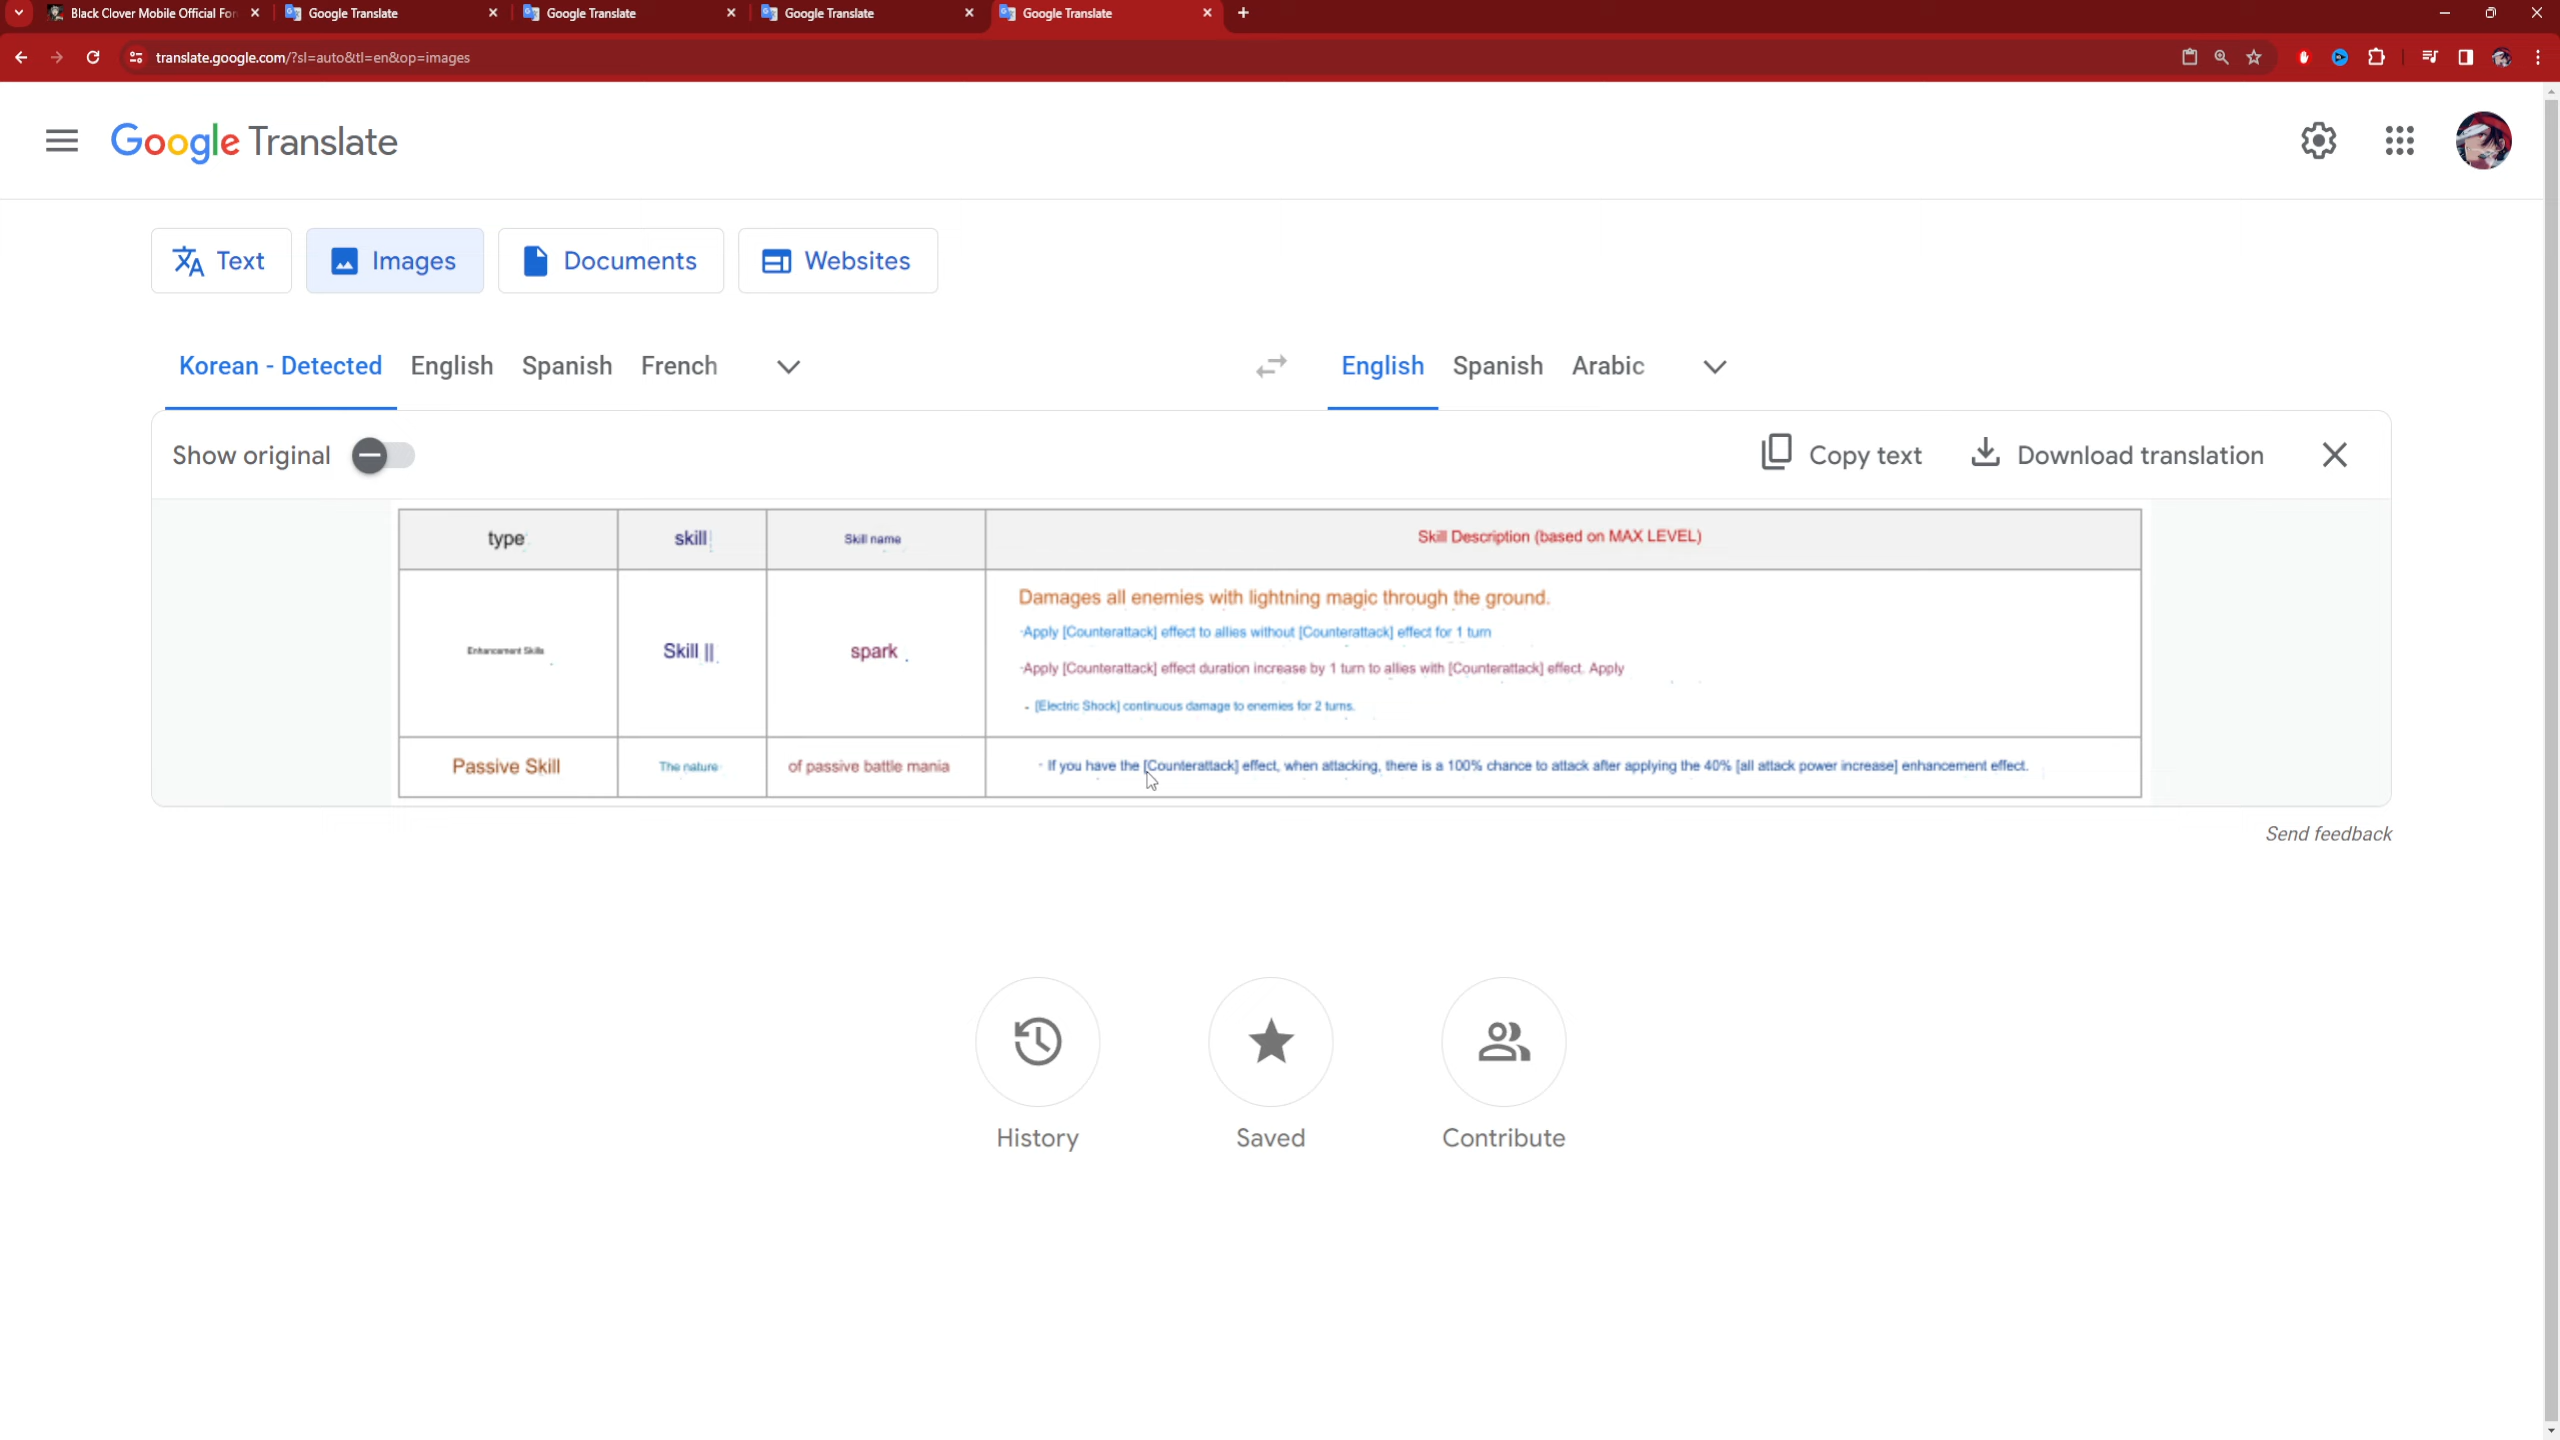 Black Clover Mobile Official For
Google Translate
Google Translate
Google Translate
Google Translate
translate.google.com/?sl=auto&tl=en&op=images
Google Translate
Text
Images
Documents
Websites
Korean - Detected
English
Spanish
French
English
Spanish
Arabic
Show original
Copy text
Download translation
type
skill
Skill name
Skill Description (based on MAX LEVEL)
Enhancement Skills
Skill ||
spark
Damages all enemies with lightning magic through the ground.
-Apply [Counterattack] effect to allies without [Counterattack] effect for 1 turn
-Apply [Counterattack] effect duration increase by 1 turn to allies with [Counterattack] effect. Apply
- [Electric Shock] continuous damage to enemies for 2 turns.
Passive Skill
The nature
of passive battle mania
- If you have the [Counterattack] effect, when attacking, there is a 100% chance to attack after applying the 40% [all attack power increase] enhancement effect.
Send feedback
History
Saved
Contribute